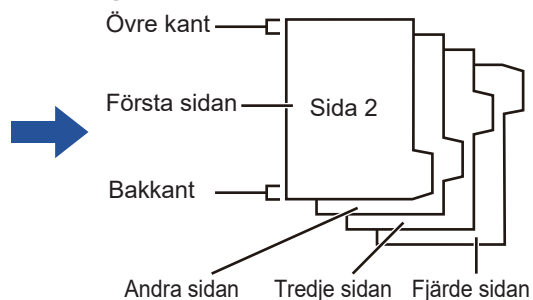 Övre kant
Första sidan
Sida 2
Bakkant
Andra sidan
Tredje sidan
Fjärde sidan